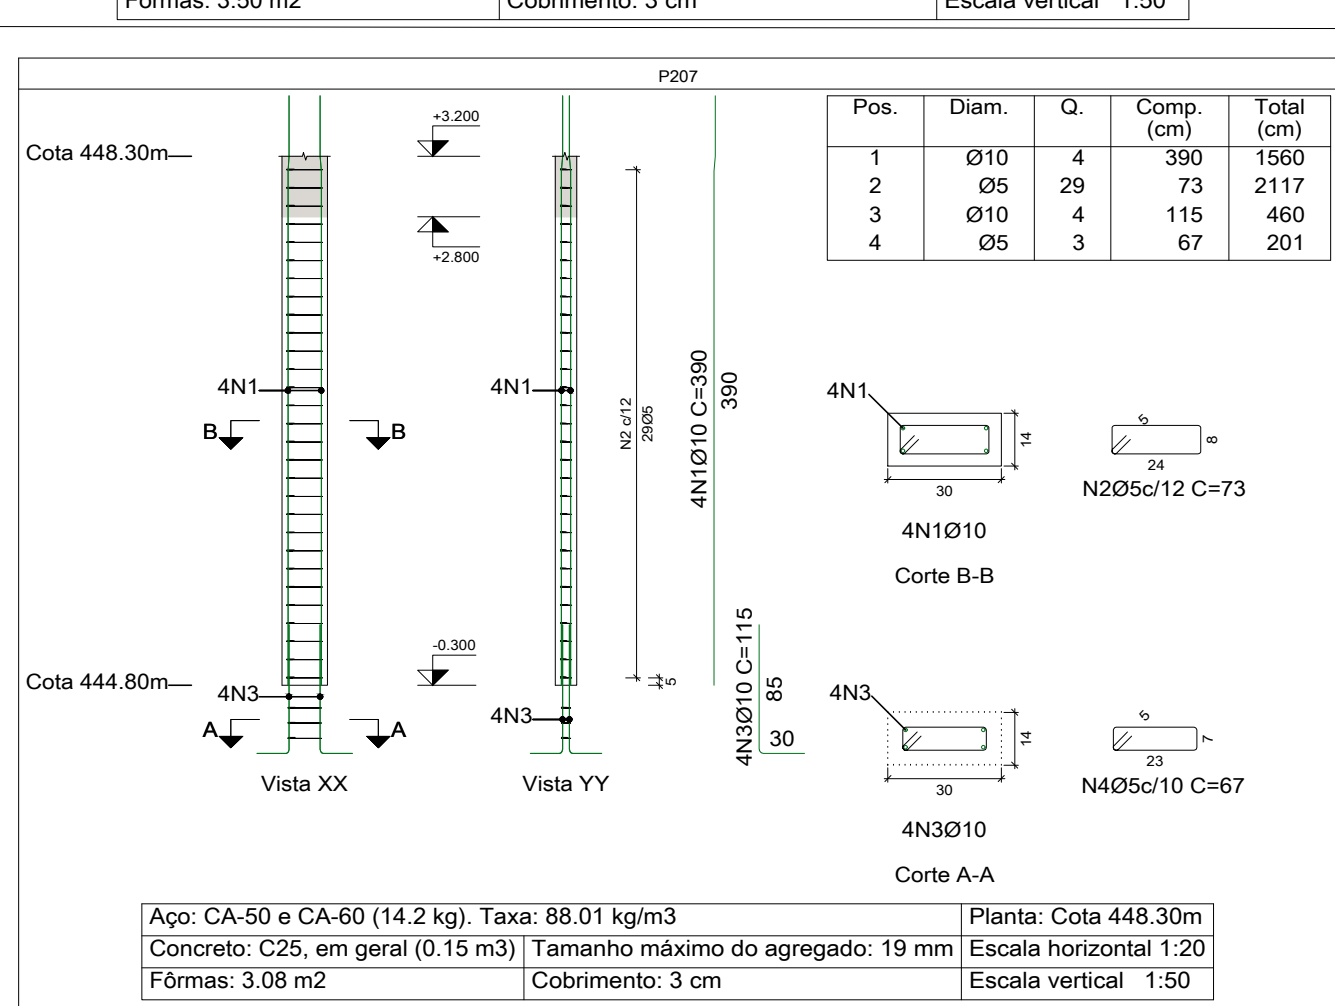 Fôrmas: 3.50 m2 Cobrimento: 3 cm Escala vertical 1:50
P207
Pos. Diam. Q. Comp. (cm) Total (cm)
1 Ø10 4 390 1560
2 Ø5 29 73 2117
3 Ø10 4 115 460
4 Ø5 3 67 201
Cota 448.30m
+3.200
+2.800
4N1
4N1
B B
N2 c/12
29Ø5
4N1Ø10 C=390
390
4N1
14
30
4N1Ø10
Corte B-B
5
8
24
N2Ø5c/12 C=73
-0.300
Cota 444.80m
5
4N3
4N3
A A
4N3Ø10 C=115
85
30
Vista XX
Vista YY
4N3
14
30
4N3Ø10
Corte A-A
5
7
23
N4Ø5c/10 C=67
Aço: CA-50 e CA-60 (14.2 kg). Taxa: 88.01 kg/m3 Planta: Cota 448.30m
Concreto: C25, em geral (0.15 m3) Tamanho máximo do agregado: 19 mm Escala horizontal 1:20
Fôrmas: 3.08 m2 Cobrimento: 3 cm Escala vertical 1:50